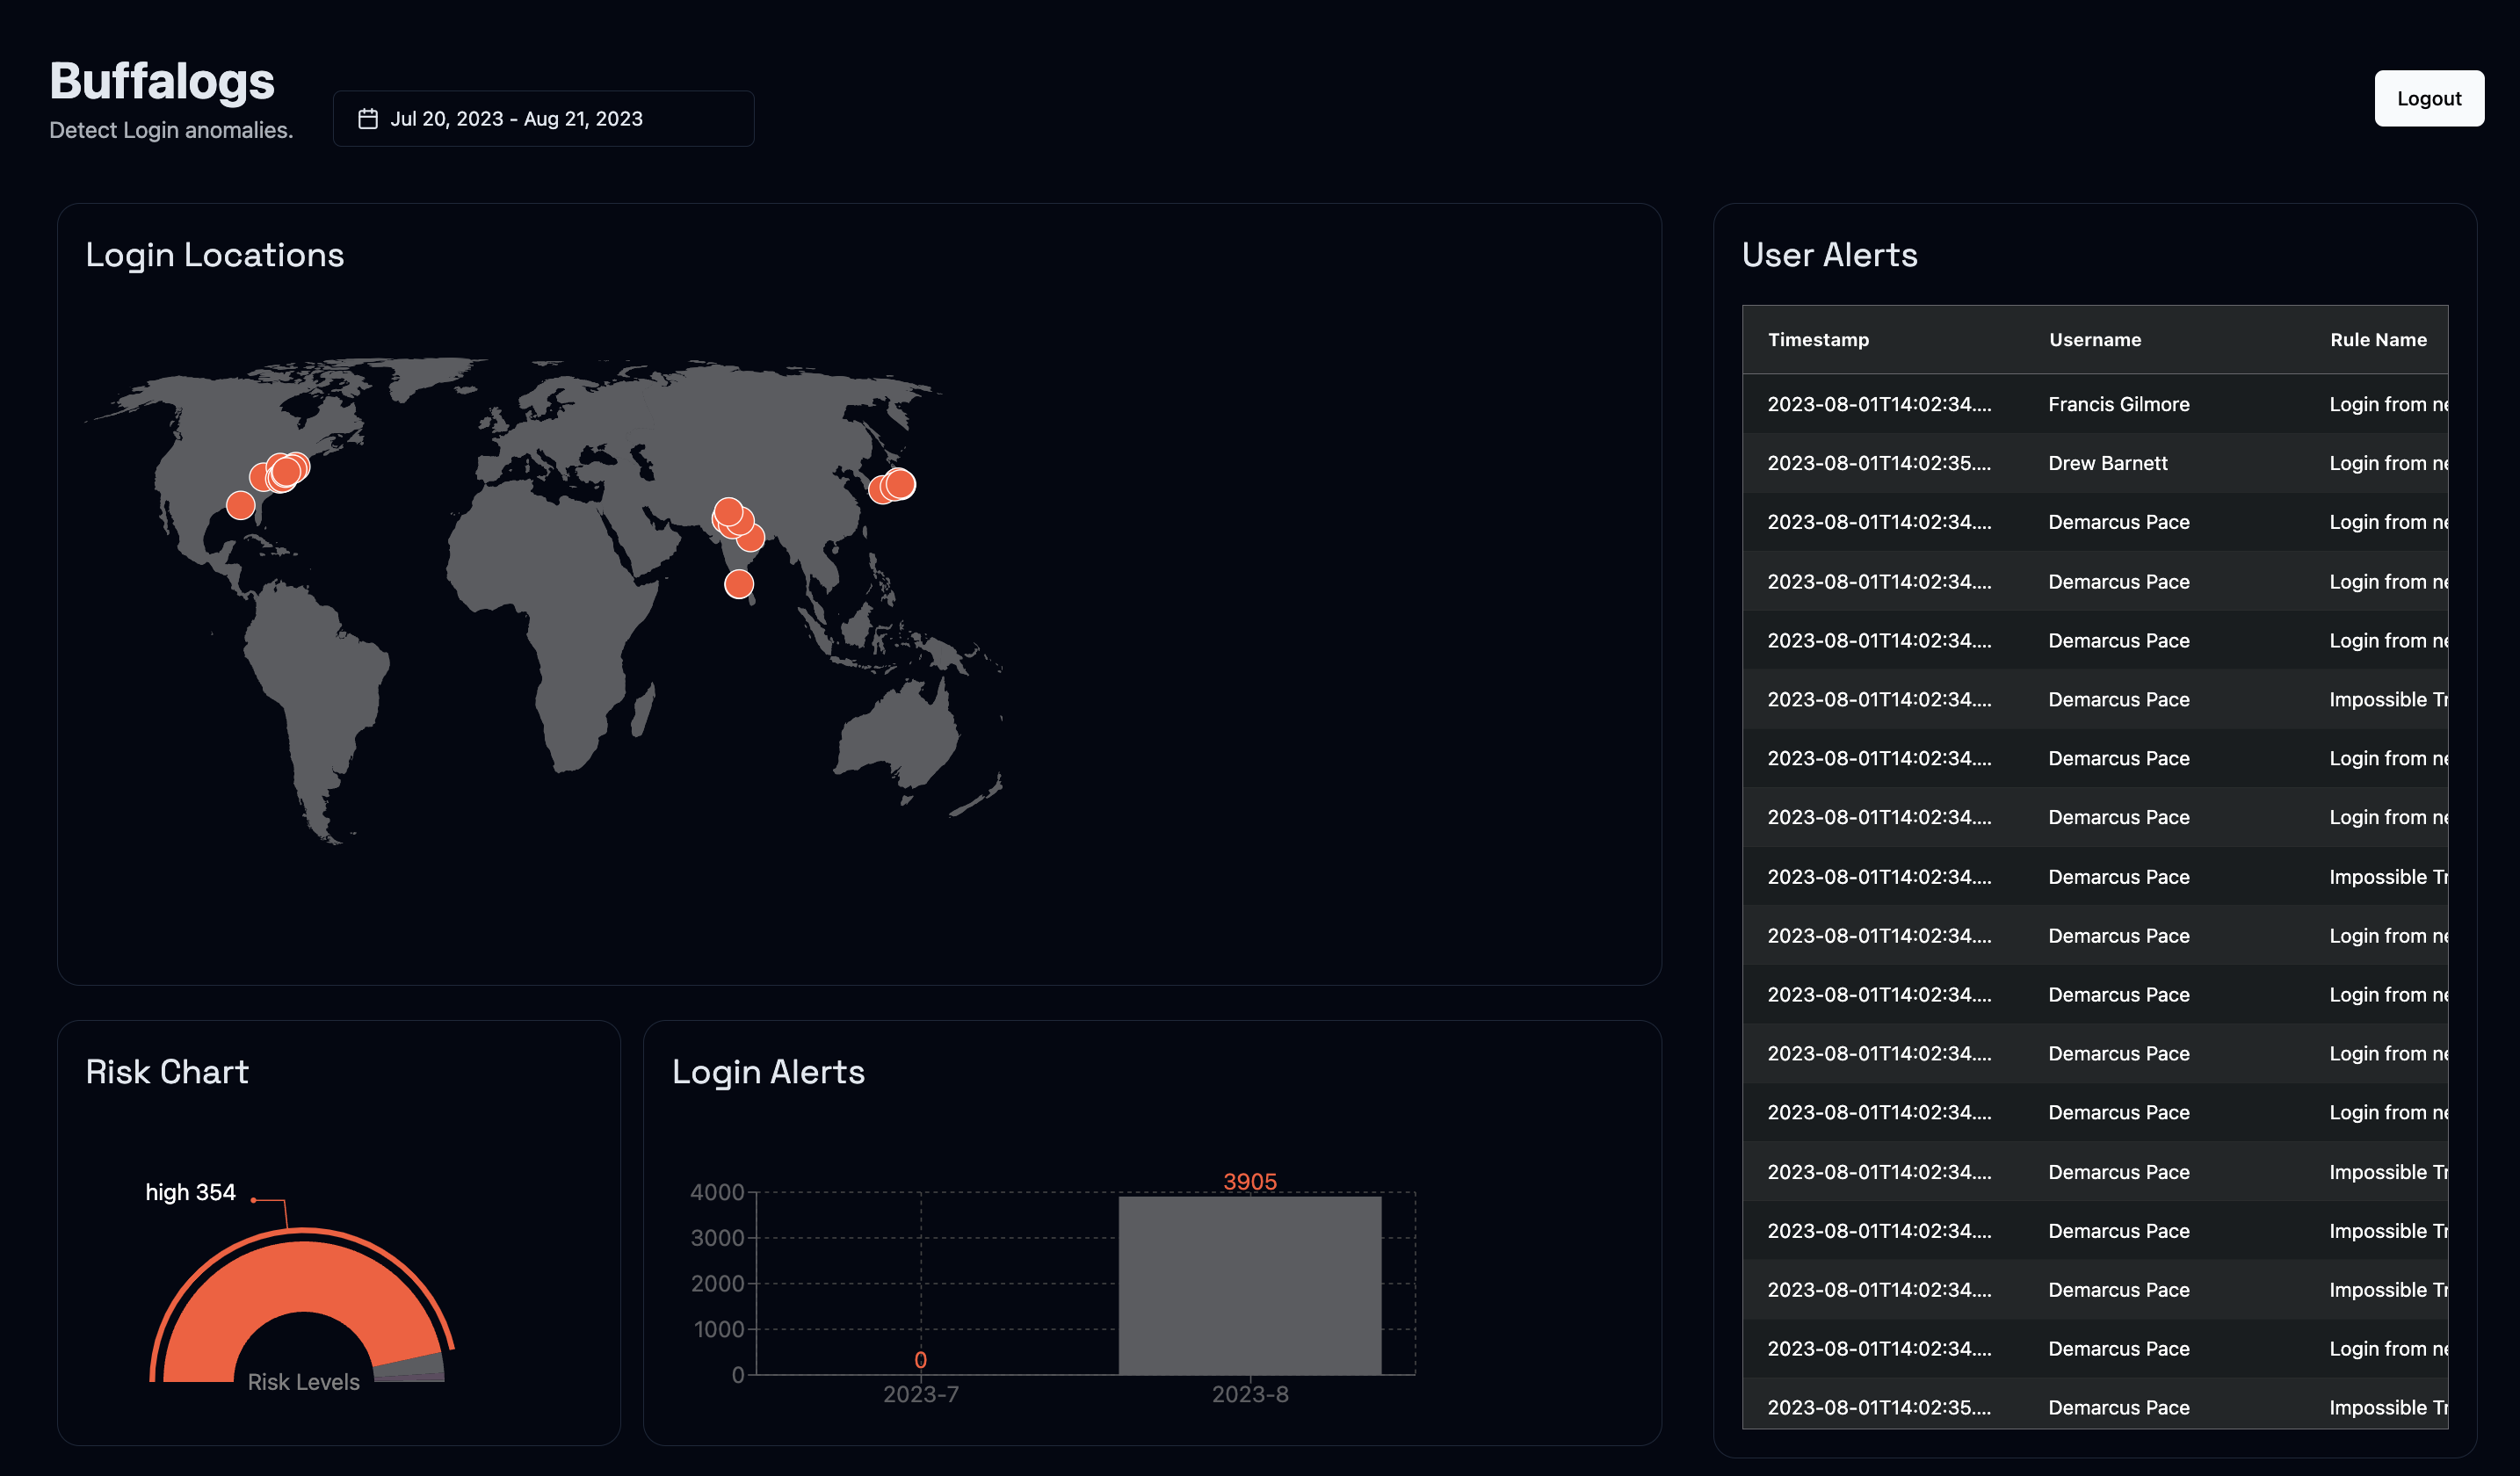 Buffalogs
Detect Login anomalies.
Jul 20, 2023 - Aug 21, 2023
Logout
Login Locations
User Alerts
Timestamp Username Rule Name
2023-08-01T14:02:34.... Francis Gilmore Login from ne
2023-08-01T14:02:35.... Drew Barnett Login from ne
2023-08-01T14:02:34.... Demarcus Pace Login from ne
2023-08-01T14:02:34.... Demarcus Pace Login from ne
2023-08-01T14:02:34.... Demarcus Pace Login from ne
2023-08-01T14:02:34.... Demarcus Pace Impossible Tr
2023-08-01T14:02:34.... Demarcus Pace Login from ne
2023-08-01T14:02:34.... Demarcus Pace Login from ne
2023-08-01T14:02:34.... Demarcus Pace Impossible Tr
2023-08-01T14:02:34.... Demarcus Pace Login from ne
2023-08-01T14:02:34.... Demarcus Pace Login from ne
2023-08-01T14:02:34.... Demarcus Pace Login from ne
2023-08-01T14:02:34.... Demarcus Pace Login from ne
2023-08-01T14:02:34.... Demarcus Pace Impossible Tr
2023-08-01T14:02:34.... Demarcus Pace Impossible Tr
2023-08-01T14:02:34.... Demarcus Pace Impossible Tr
2023-08-01T14:02:34.... Demarcus Pace Login from ne
2023-08-01T14:02:35.... Demarcus Pace Impossible Tr
Risk Chart
high 354
Risk Levels
Login Alerts
3905
4000
3000
2000
1000
0
0
2023-7 2023-8